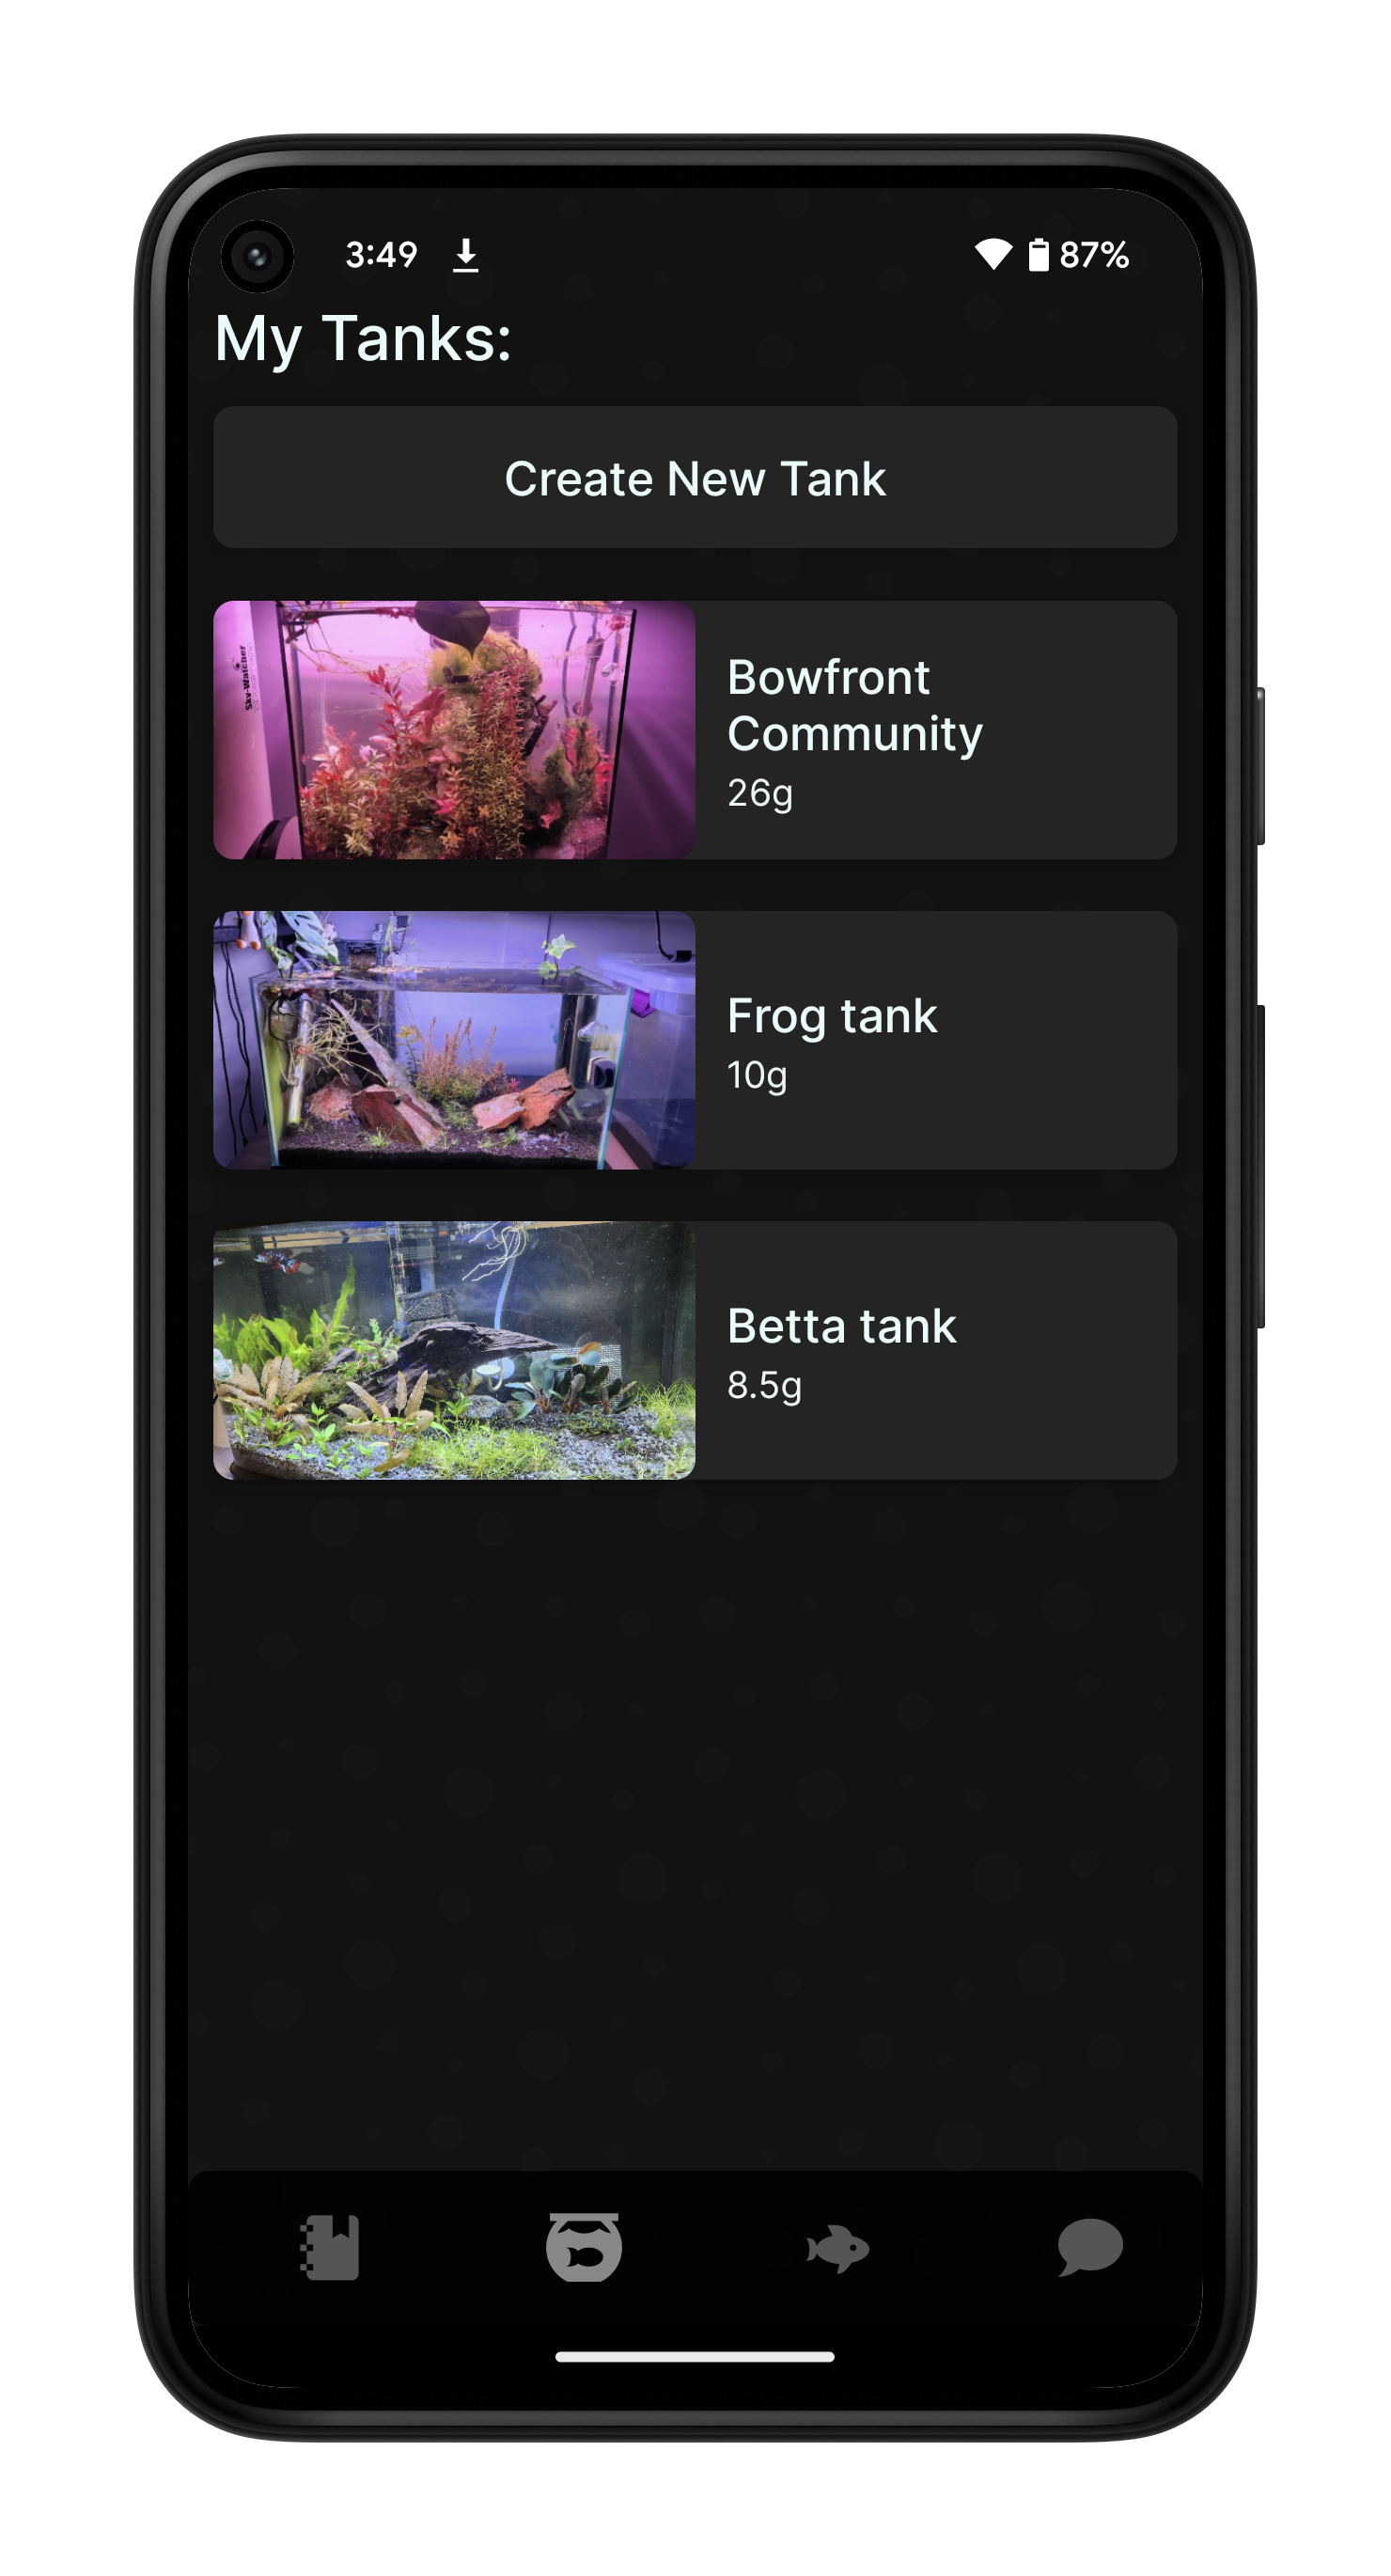 3:49
87%
My Tanks:
Create New Tank
Sky-Watcher
Bowfront
Community
26g
Frog tank
10g
Betta tank
8.5g